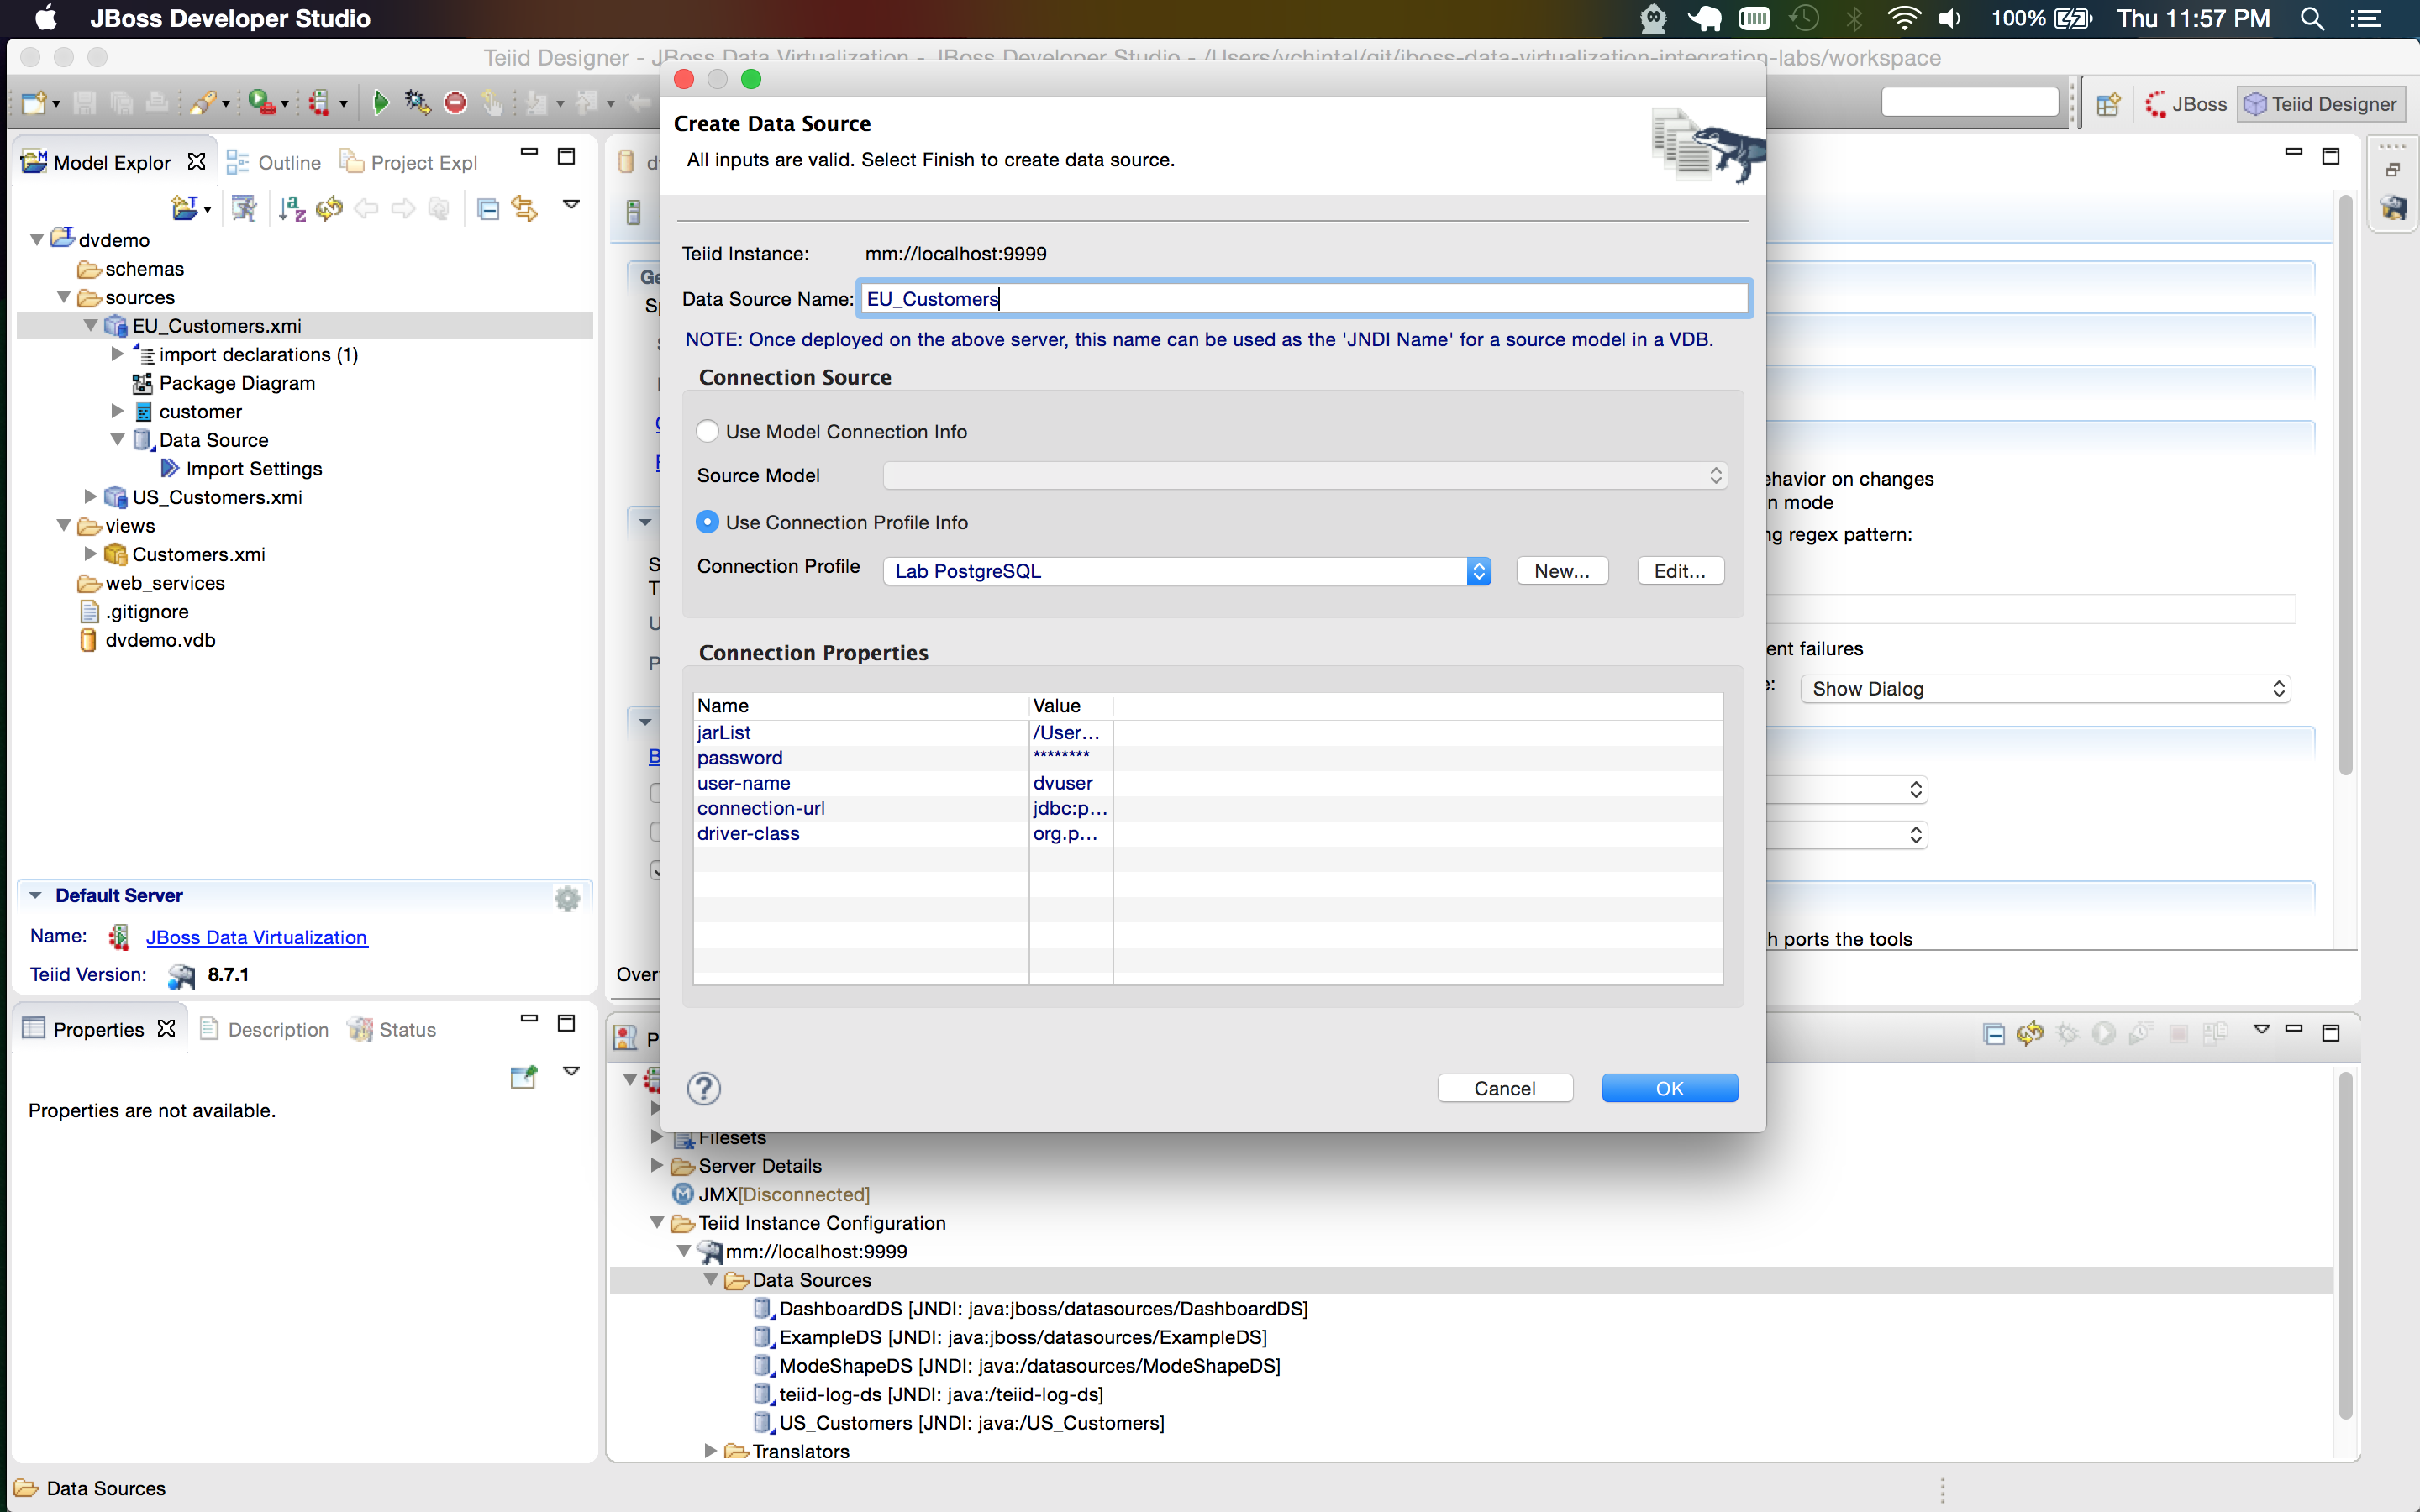 JBoss Developer Studio
100%
Thu 11:57 PM
Teiid Designer - JBoss Data Virtualization - JBoss Developer Studio - /Users/vchintal/git/jboss-data-virtualization-integration-labs/workspace
JBoss
Teiid Designer
Model Explor
Outline
Project Expl
dvdemo
schemas
sources
EU_Customers.xmi
import declarations (1)
Package Diagram
customer
Data Source
Import Settings
US_Customers.xmi
views
Customers.xmi
web_services
.gitignore
dvdemo.vdb
Default Server
Name:
JBoss Data Virtualization
Teiid Version:
8.7.1
Properties
Description
Status
Properties are not available.
Create Data Source
All inputs are valid. Select Finish to create data source.
Teiid Instance:
mm://localhost:9999
Data Source Name:
EU_Customers
NOTE: Once deployed on the above server, this name can be used as the 'JNDI Name' for a source model in a VDB.
Connection Source
Use Model Connection Info
Source Model
Use Connection Profile Info
Connection Profile
Lab PostgreSQL
New...
Edit...
Connection Properties
Name Value
jarList /User...
password ********
user-name dvuser
connection-url jdbc:p...
driver-class org.p...
Cancel
OK
havior on changes
n mode
ng regex pattern:
ent failures
Show Dialog
h ports the tools
Filesets
Server Details
JMX[Disconnected]
Teiid Instance Configuration
mm://localhost:9999
Data Sources
DashboardDS [JNDI: java:jboss/datasources/DashboardDS]
ExampleDS [JNDI: java:jboss/datasources/ExampleDS]
ModeShapeDS [JNDI: java:/datasources/ModeShapeDS]
teiid-log-ds [JNDI: java:/teiid-log-ds]
US_Customers [JNDI: java:/US_Customers]
Translators
Data Sources